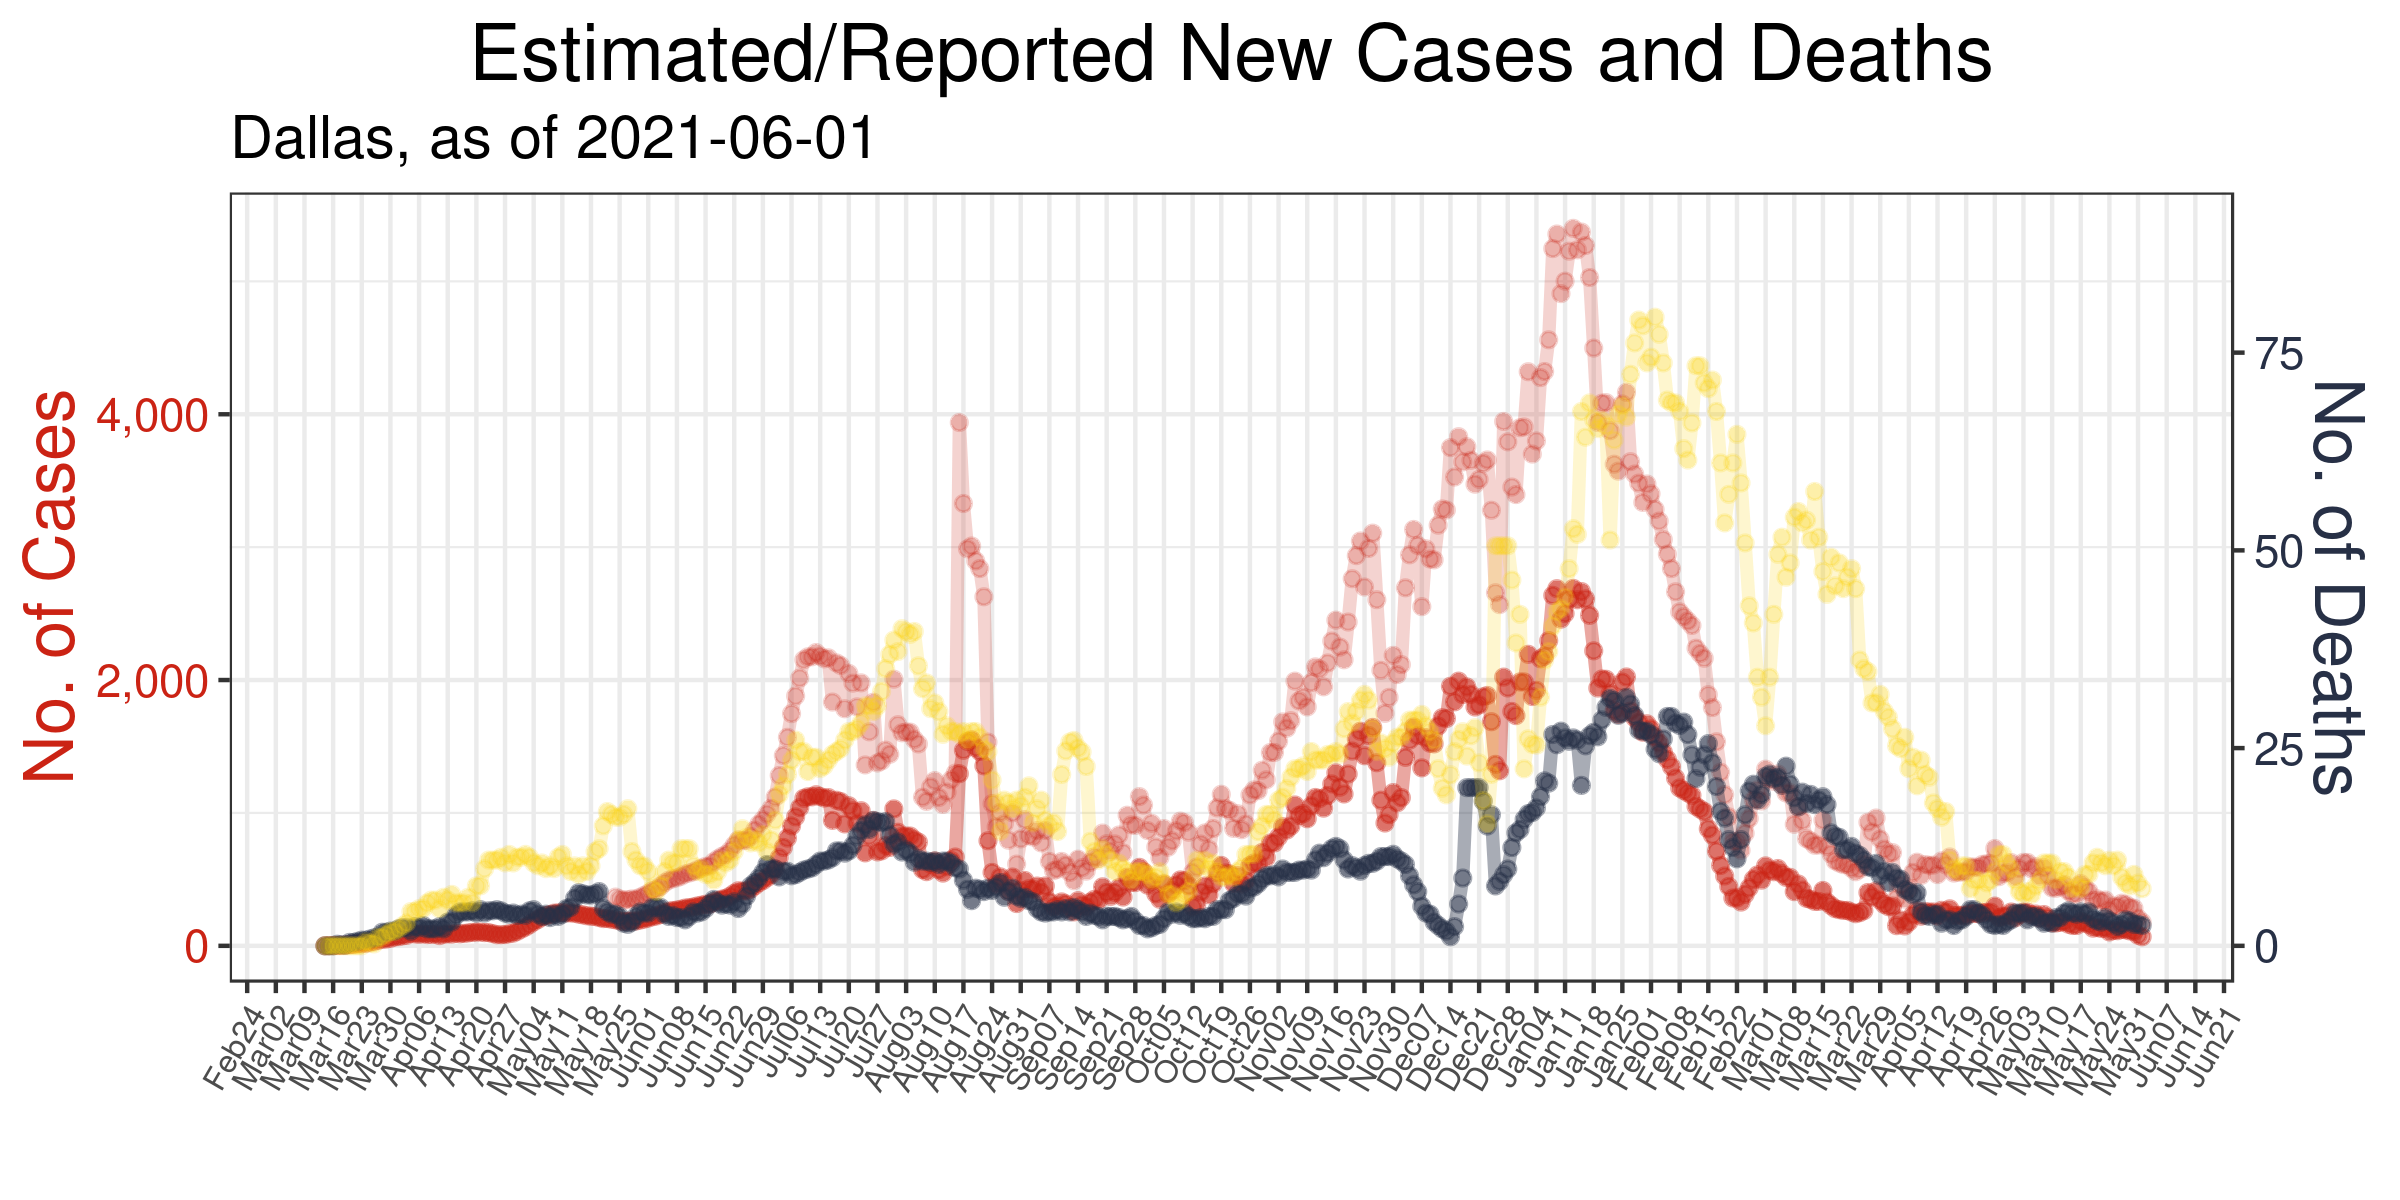 Estimated/Reported New Cases and Deaths
Dallas, as of 2021-06-01
No. of Cases
4,000
2,000
0
75
50
25
0
No. of Deaths
Feb24
Mar02
Mar09
Mar16
Mar23
Mar30
Apr06
Apr13
Apr20
Apr27
May04
May11
May18
May25
Jun01
Jun08
Jun15
Jun22
Jun29
Jul06
Jul13
Jul20
Jul27
Aug03
Aug10
Aug17
Aug24
Aug31
Sep07
Sep14
Sep21
Sep28
Oct05
Oct12
Oct19
Oct26
Nov02
Nov09
Nov16
Nov23
Nov30
Dec07
Dec14
Dec21
Dec28
Jan04
Jan11
Jan18
Jan25
Feb01
Feb08
Feb15
Feb22
Mar01
Mar08
Mar15
Mar22
Mar29
Apr05
Apr12
Apr19
Apr26
May03
May10
May17
May24
May31
Jun07
Jun14
Jun21